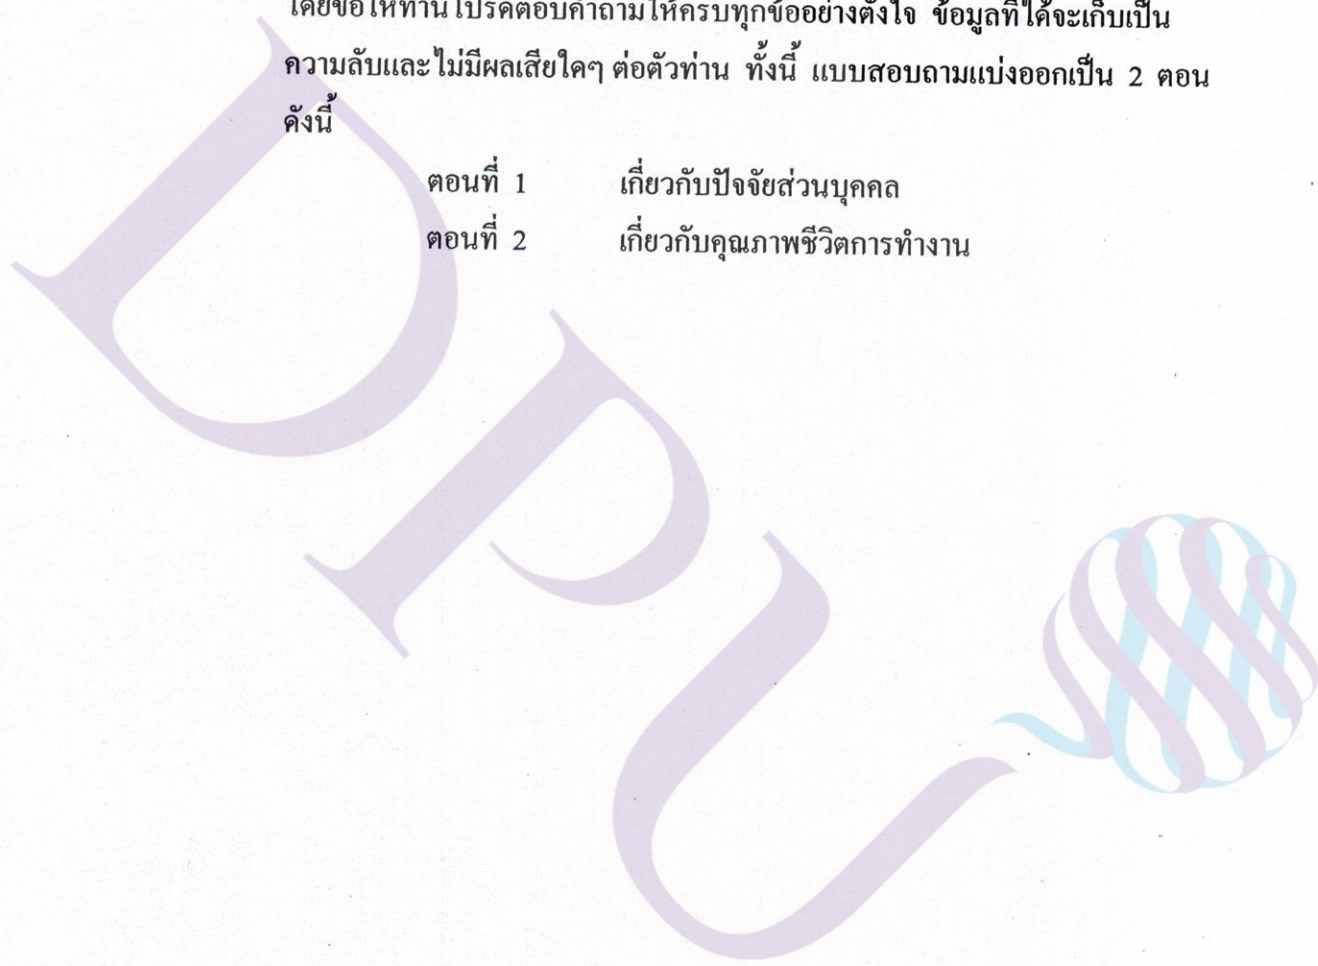 โดยขอให้ท่านโปรดตอบคำถามให้ครบทุกข้ออย่างตั้งใจ ข้อมูลที่ได้จะเก็บเป็น
ความลับและไม่มีผลเสียใดๆ ต่อตัวท่าน ทั้งนี้ แบบสอบถามแบ่งออกเป็น 2 ตอน
ดังนี้
ตอนที่ 1 เกี่ยวกับปัจจัยส่วนบุคคล
ตอนที่ 2 เกี่ยวกับคุณภาพชีวิตการทำงาน
DPU